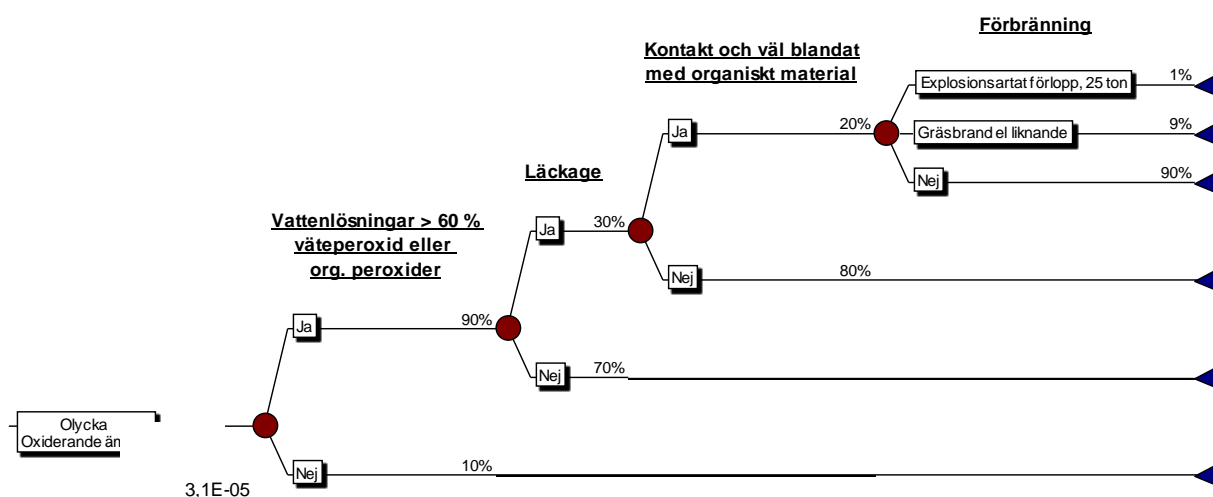 Förbränning
Kontakt och väl blandat
med organiskt material
Explosionsartat förlopp, 25 ton
1%
Ja
20%
Gräsbrand el liknande
9%
Läckage
Nej
90%
Vattenlösningar > 60 %
väteperoxid eller
org. peroxider
Ja
30%
Nej
80%
Ja
90%
Nej
70%
Olycka
Oxiderande
Nej
10%
3,1E-05